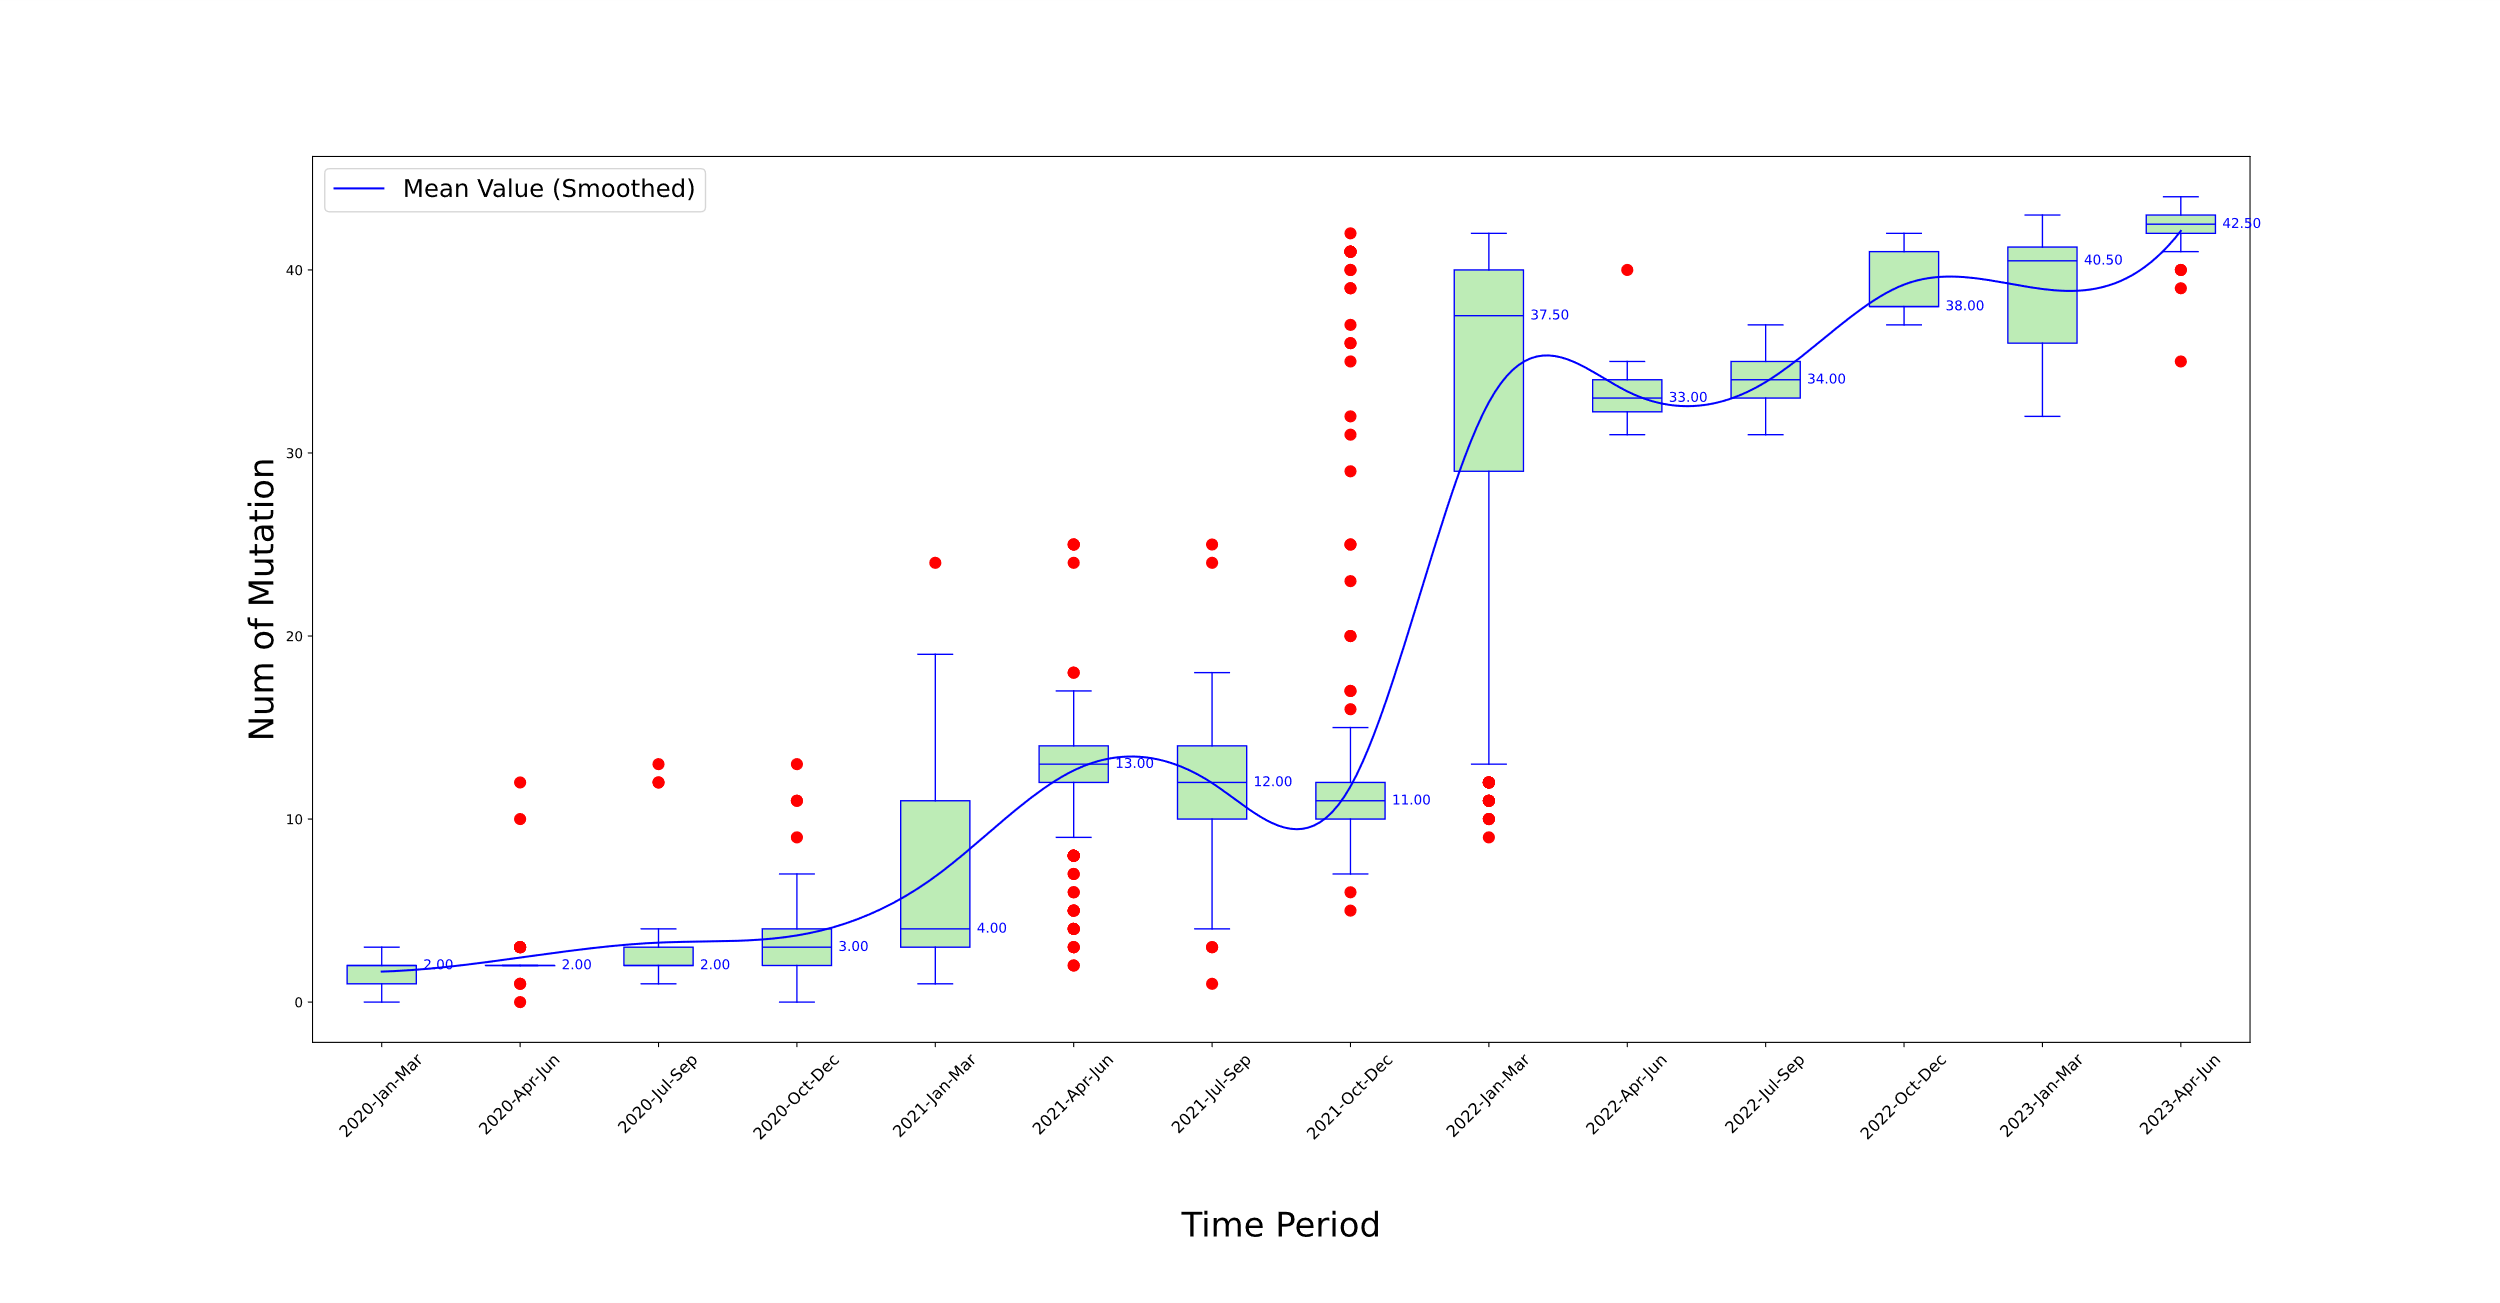 Mean Value (Smoothed)
Num of Mutation
40
30
20
10
0
2.00
2.00
2.00
3.00
4.00
13.00
12.00
11.00
37.50
33.00
34.00
38.00
40.50
42.50
2020-Jan-Mar
2020-Apr-Jun
2020-Jul-Sep
2020-Oct-Dec
2021-Jan-Mar
2021-Apr-Jun
2021-Jul-Sep
2021-Oct-Dec
2022-Jan-Mar
2022-Apr-Jun
2022-Jul-Sep
2022-Oct-Dec
2023-Jan-Mar
2023-Apr-Jun
Time Period